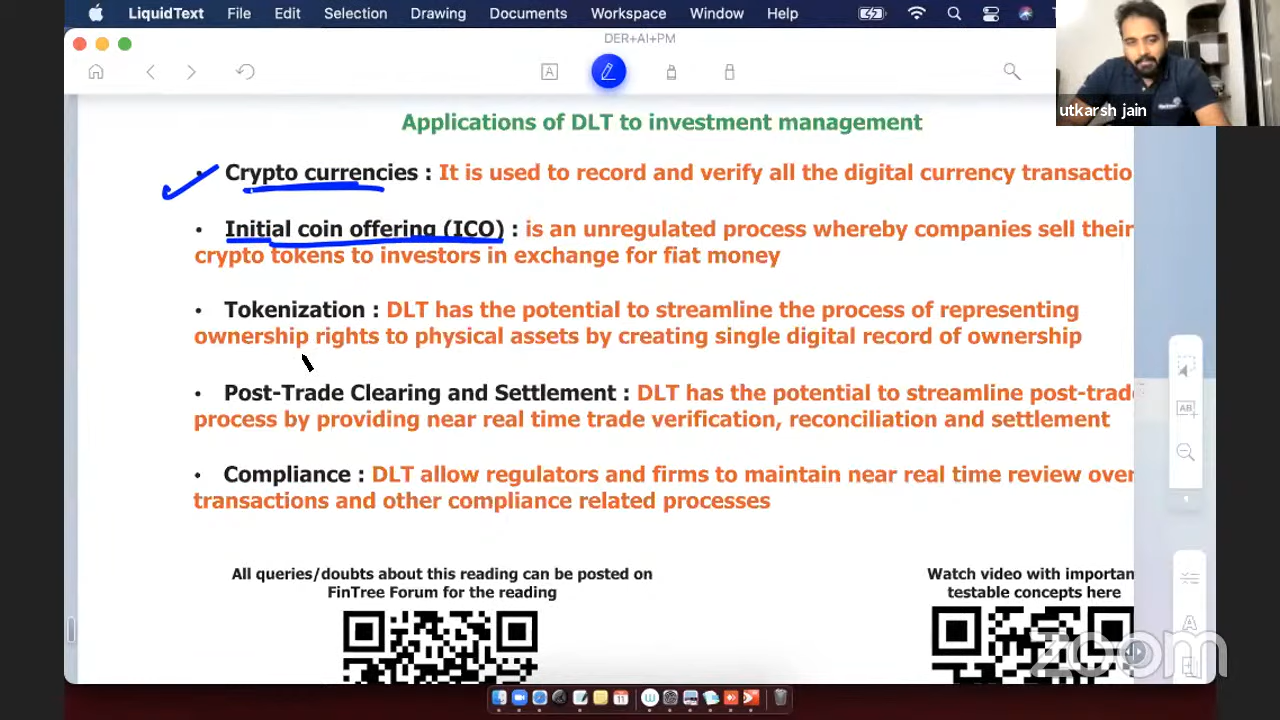 LiquidText File Edit Selection Drawing Documents Workspace Window Help
DER+AI+PM
utkarsh jain
Applications of DLT to investment management
• Crypto currencies : It is used to record and verify all the digital currency transactio
• Initial coin offering (ICO) : is an unregulated process whereby companies sell their
crypto tokens to investors in exchange for fiat money
• Tokenization : DLT has the potential to streamline the process of representing
ownership rights to physical assets by creating single digital record of ownership
• Post-Trade Clearing and Settlement : DLT has the potential to streamline post-trade
process by providing near real time trade verification, reconciliation and settlement
• Compliance : DLT allow regulators and firms to maintain near real time review over
transactions and other compliance related processes
All queries/doubts about this reading can be posted on
FinTree Forum for the reading
Watch video with important
testable concepts here
zoom